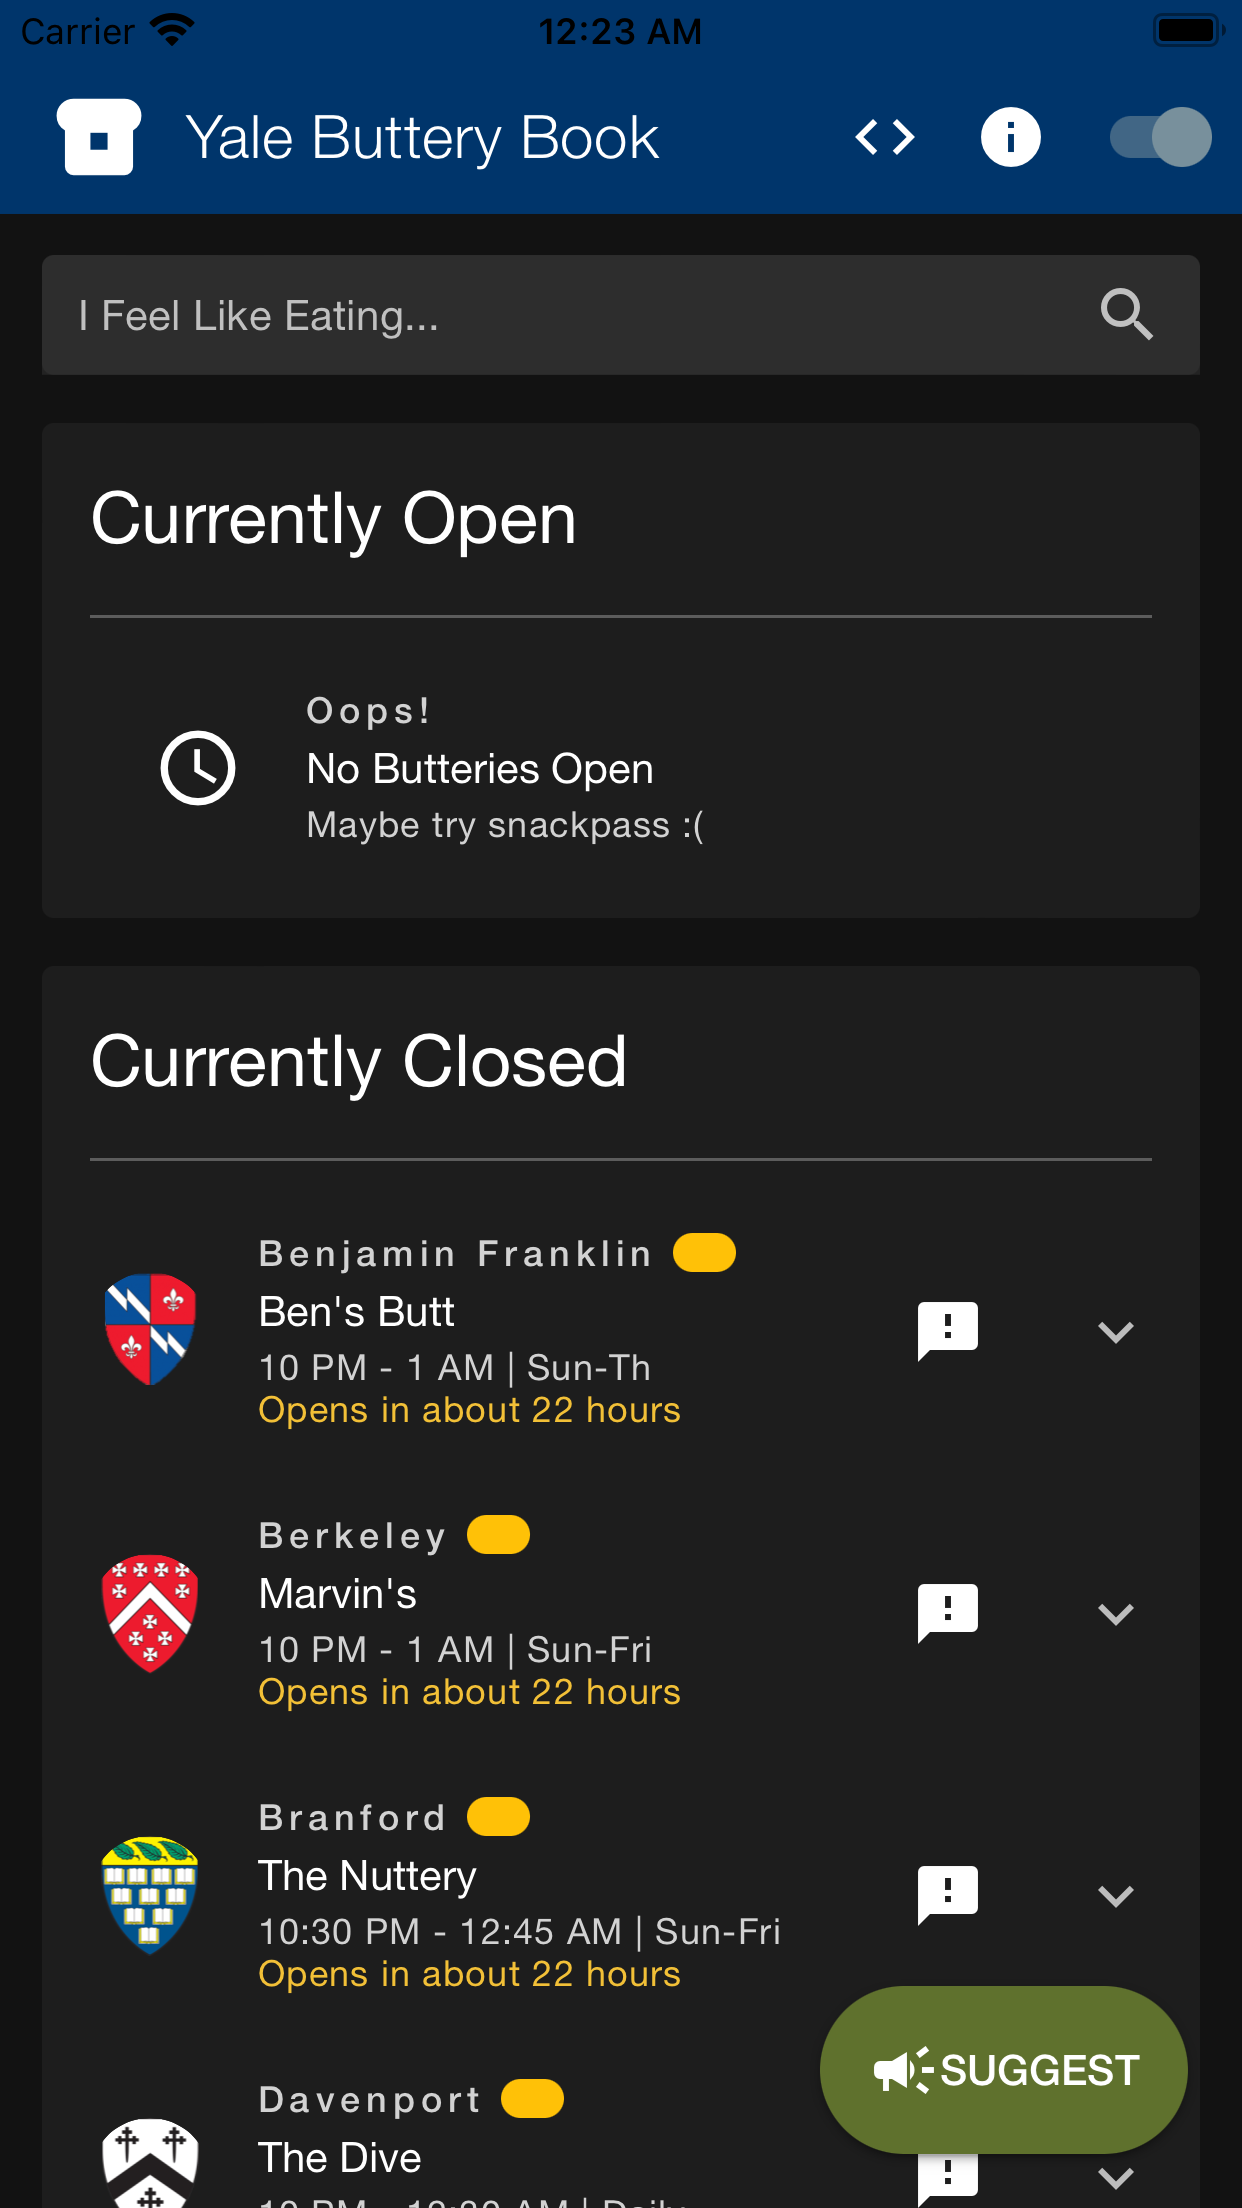 Carrier 12:23 AM
Yale Buttery Book
I Feel Like Eating...
Currently Open
Oops!
No Butteries Open
Maybe try snackpass :(
Currently Closed
Benjamin Franklin
Ben's Butt
10 PM - 1 AM | Sun-Th
Opens in about 22 hours
Berkeley
Marvin's
10 PM - 1 AM | Sun-Fri
Opens in about 22 hours
Branford
The Nuttery
10:30 PM - 12:45 AM | Sun-Fri
Opens in about 22 hours
SUGGEST
Davenport
The Dive